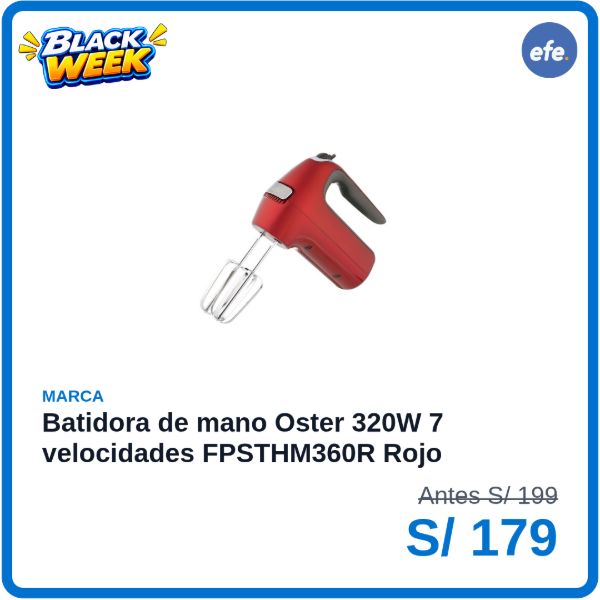 BLACK
WEEK
efe.
MARCA
Batidora de mano Oster 320W 7
velocidades FPSTHM360R Rojo
Antes S/ 199
S/ 179